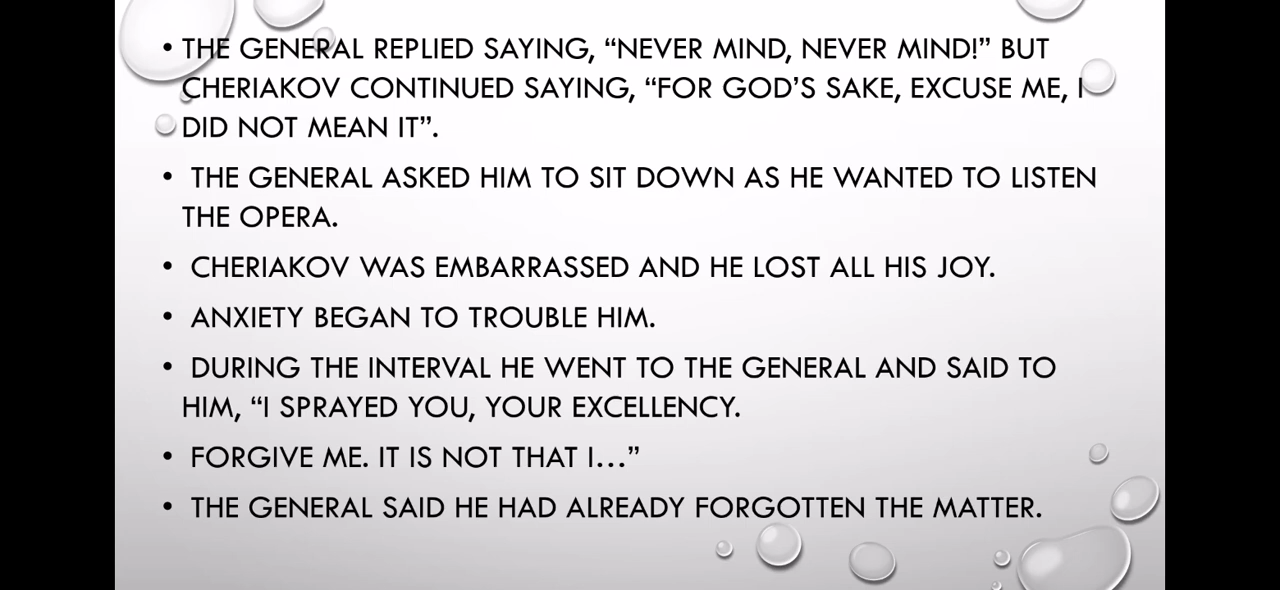 • THE GENERAL REPLIED SAYING, “NEVER MIND, NEVER MIND!” BUT
CHERIAKOV CONTINUED SAYING, “FOR GOD’S SAKE, EXCUSE ME, I
DID NOT MEAN IT”.
• THE GENERAL ASKED HIM TO SIT DOWN AS HE WANTED TO LISTEN
THE OPERA.
• CHERIAKOV WAS EMBARRASSED AND HE LOST ALL HIS JOY.
• ANXIETY BEGAN TO TROUBLE HIM.
• DURING THE INTERVAL HE WENT TO THE GENERAL AND SAID TO
HIM, “I SPRAYED YOU, YOUR EXCELLENCY.
• FORGIVE ME. IT IS NOT THAT I…”
• THE GENERAL SAID HE HAD ALREADY FORGOTTEN THE MATTER.